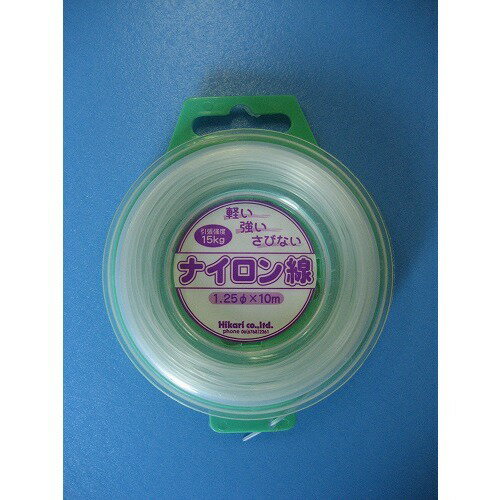 軽い
強い
さびない
引張強度
15kg
ナイロン線
1.25φ×10m
Hikari co.,ltd.
phone